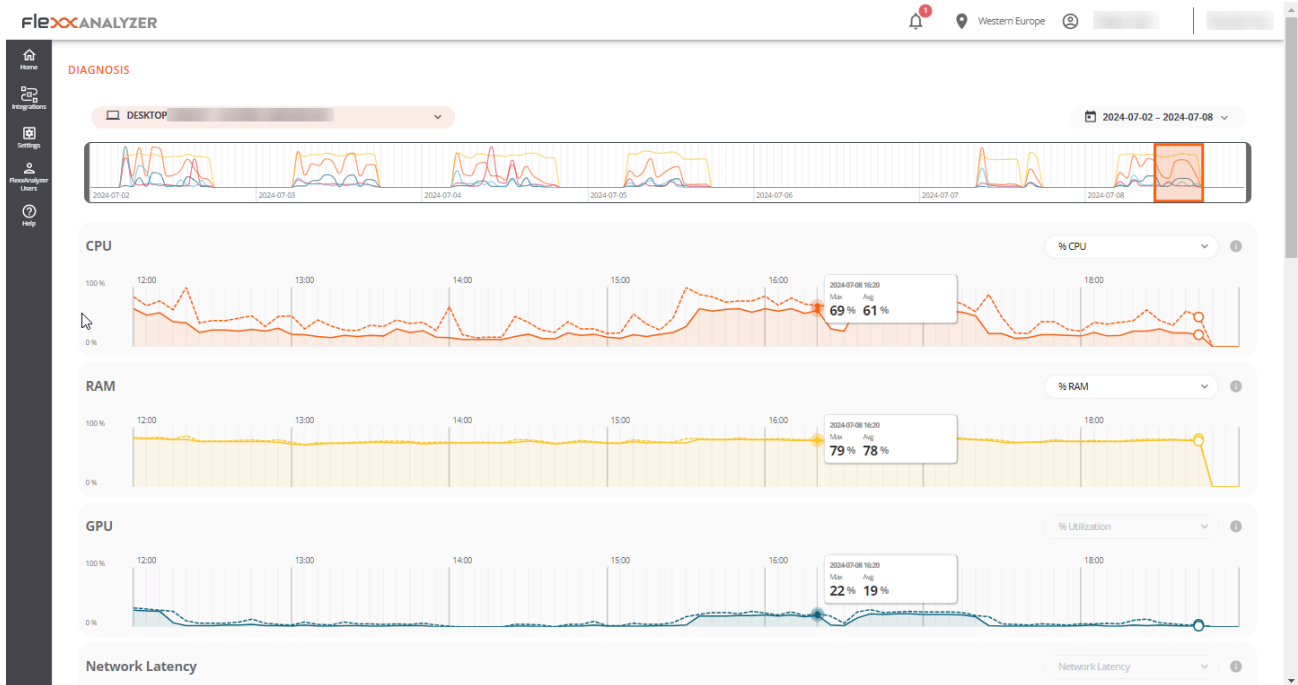 FlexxANALYZER
1
Western Europe
Home
Integrations
Settings
FlexxAnalyzer
Users
Help
DIAGNOSIS
DESKTOP
2024-07-02 - 2024-07-08
2024-07-02 2024-07-03 2024-07-04 2024-07-05 2024-07-06 2024-07-07 2024-07-08
CPU
% CPU
12:00 13:00 14:00 15:00 16:00 18:00
100 %
2024-07-08 16:20
Max Avg
69 % 61 %
0 %
RAM
% RAM
12:00 13:00 14:00 15:00 16:00 18:00
100 %
2024-07-08 16:20
Max Avg
79 % 78 %
0 %
GPU
% Utilization
12:00 13:00 14:00 15:00 16:00 18:00
100 %
2024-07-08 16:20
Max Avg
22 % 19 %
0 %
Network Latency
Network Latency